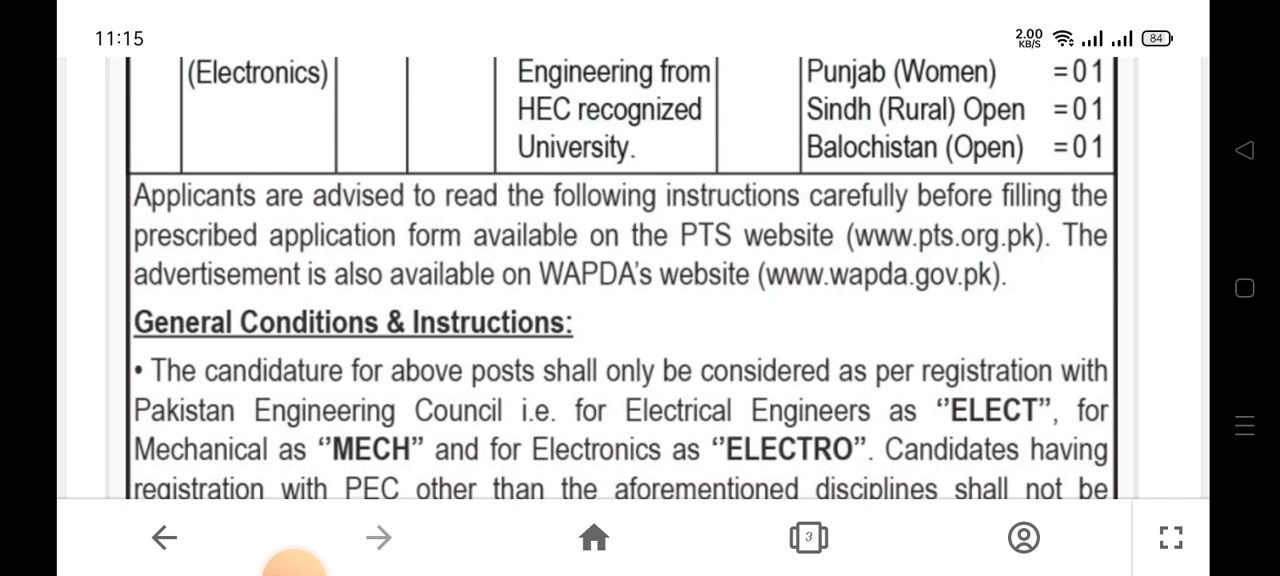 11:15
2.00
KB/S
84
(Electronics)
Engineering from
HEC recognized
University.
Punjab (Women) =01
Sindh (Rural) Open =01
Balochistan (Open) =01
Applicants are advised to read the following instructions carefully before filling the
prescribed application form available on the PTS website (www.pts.org.pk). The
advertisement is also available on WAPDA's website (www.wapda.gov.pk).
General Conditions & Instructions:
• The candidature for above posts shall only be considered as per registration with
Pakistan Engineering Council i.e. for Electrical Engineers as ‘’ELECT’’, for
Mechanical as ‘’MECH’’ and for Electronics as ‘’ELECTRO’’. Candidates having
registration with PEC other than the aforementioned disciplines shall not be
3